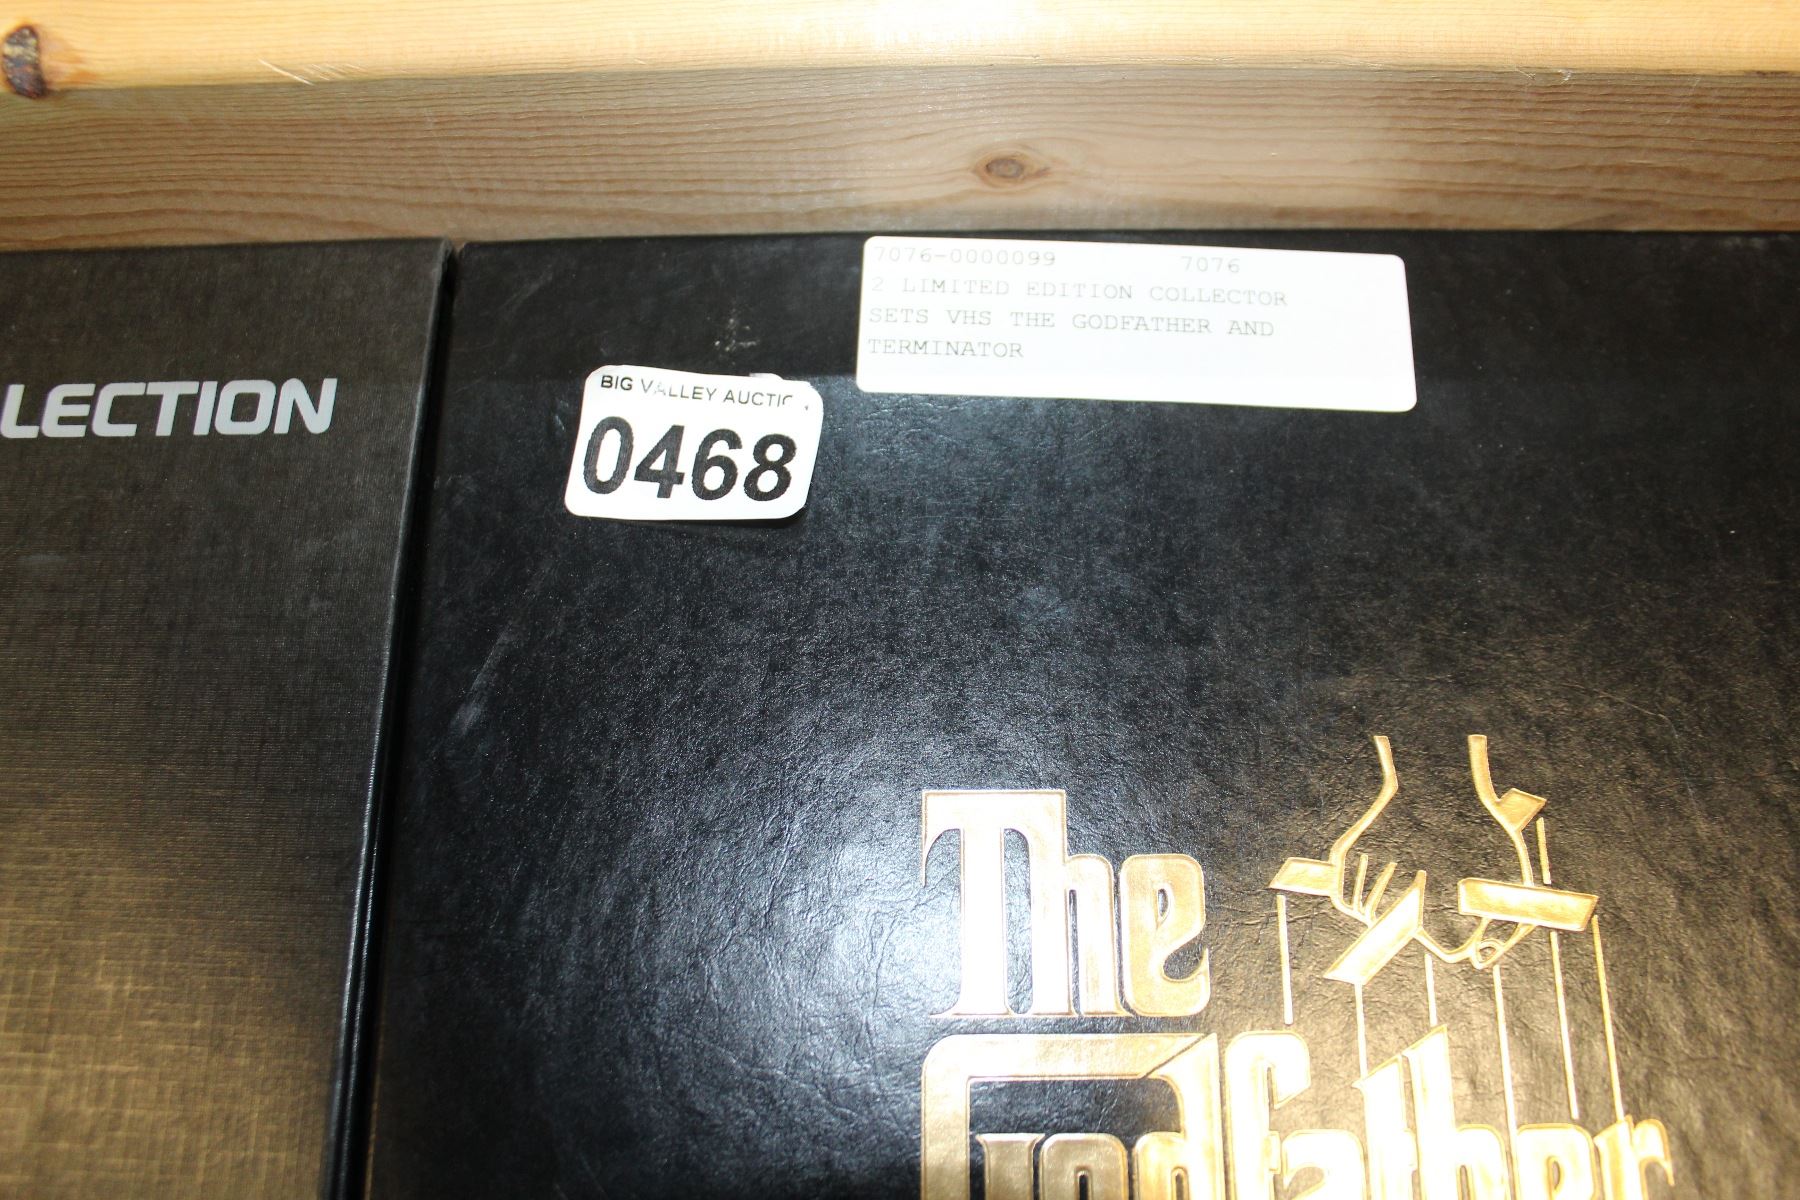 7076-0000099 7076
2 LIMITED EDITION COLLECTOR
SETS VHS THE GODFATHER AND
TERMINATOR
BIG VALLEY AUCTION
0468
LECTION
The
Godfather